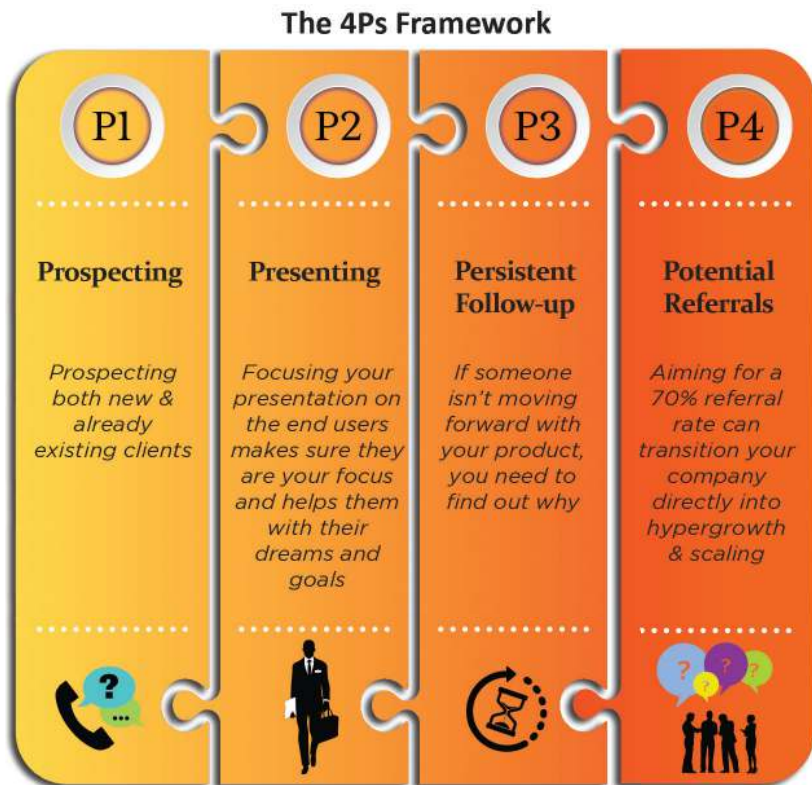 The 4Ps Framework
P1
Prospecting
Prospecting
both new &
already
existing clients
?
...
P2
Presenting
Focusing your
presentation on
the end users
makes sure they
are your focus
and helps them
with their
dreams and
goals
P3
Persistent
Follow-up
If someone
isn't moving
forward with
your product,
you need to
find out why
P4
Potential
Referrals
Aiming for a
70% referral
rate can
transition your
company
directly into
hypergrowth
& scaling
? ? ? ?